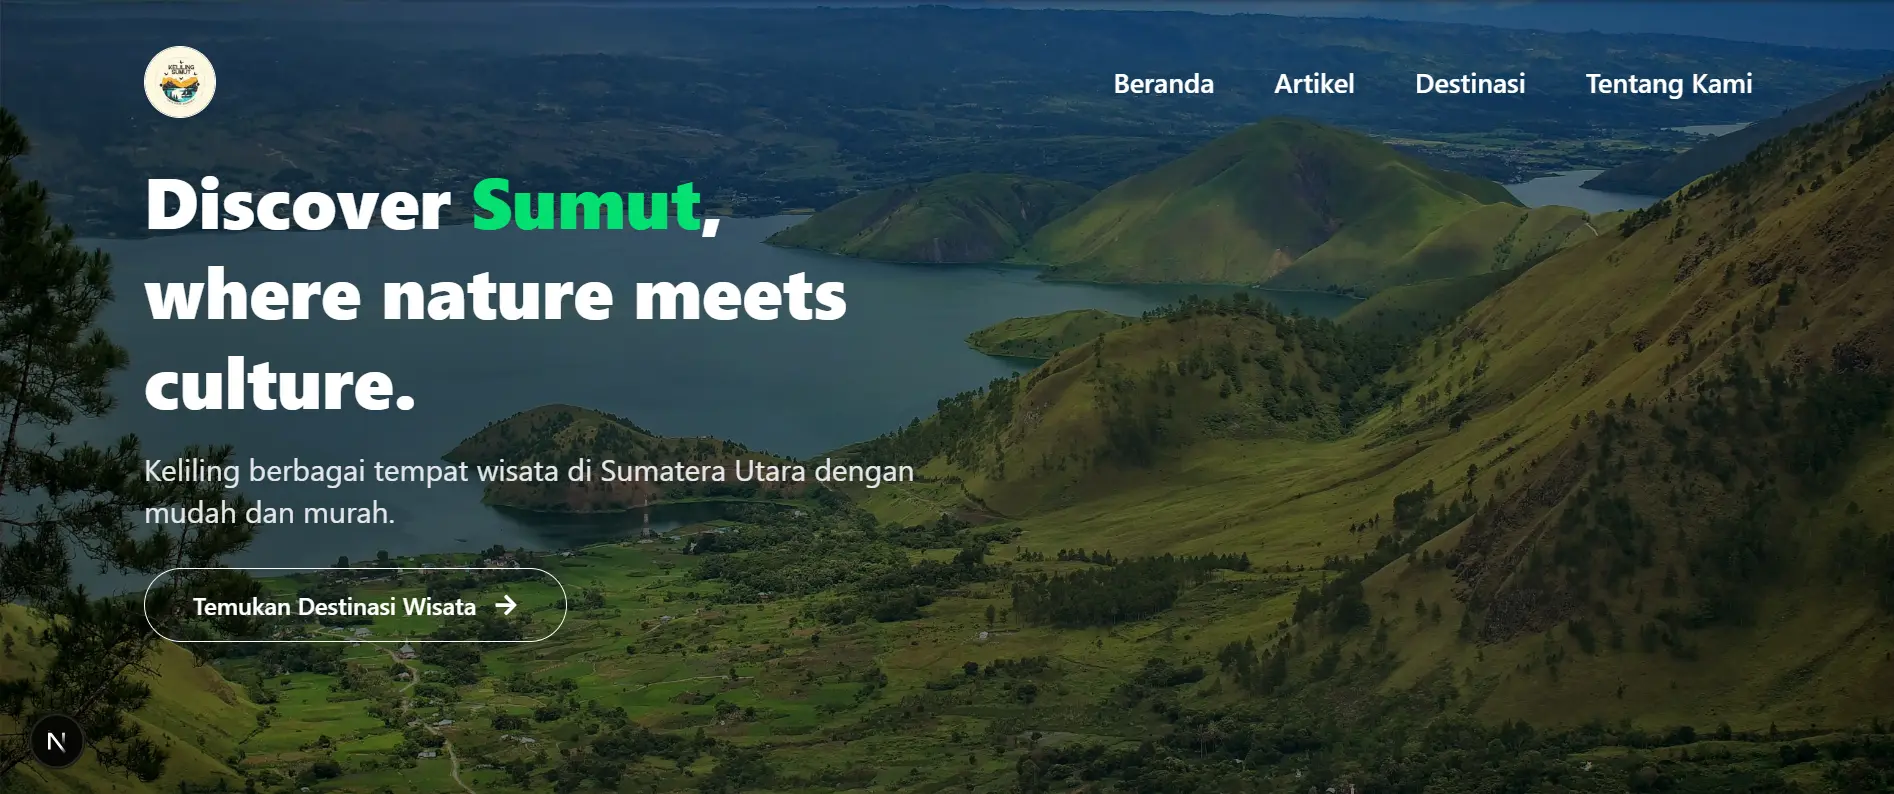 KELILING
SUMUT
Beranda
Artikel
Destinasi
Tentang Kami
Discover Sumut,
where nature meets
culture.
Keliling berbagai tempat wisata di Sumatera Utara dengan
mudah dan murah.
Temukan Destinasi Wisata
N